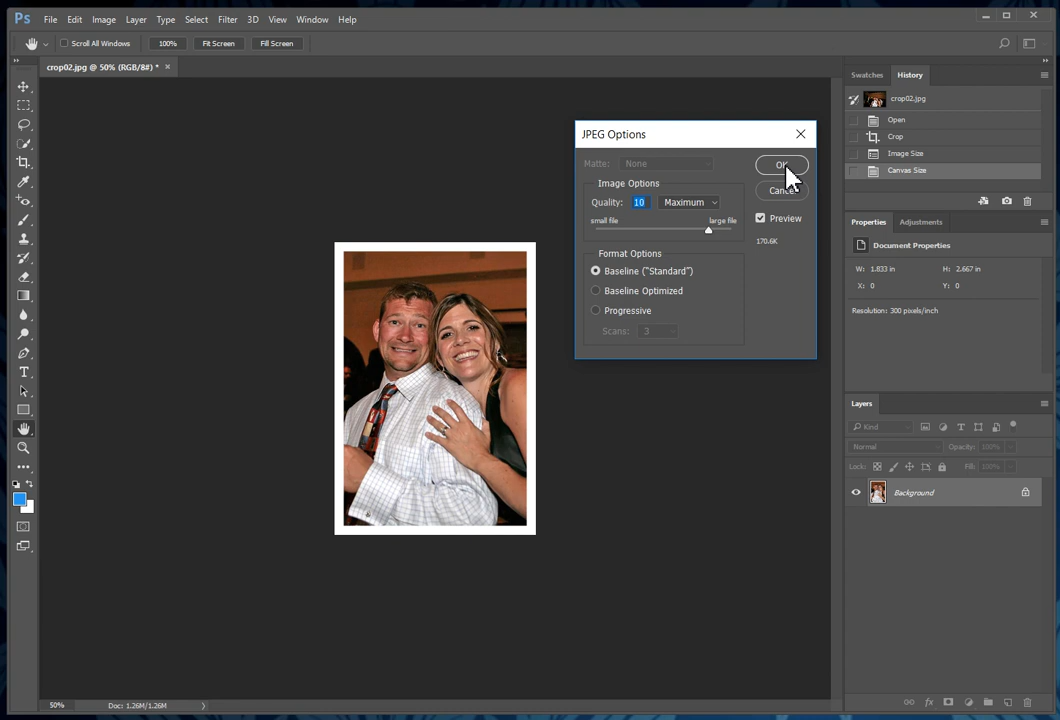 Ps File Edit Image Layer Type Select Filter 3D View Window Help
Scroll All Windows 100% Fit Screen Fill Screen
crop02.jpg @ 50% (RGB/8#) * ×
JPEG Options
Matte: None
OK
Image Options
Quality: 10 Maximum
small file large file
Preview
170.6K
Format Options
Baseline ("Standard")
Baseline Optimized
Progressive
Scans: 3
Swatches History
crop02.jpg
Open
Crop
Image Size
Canvas Size
Properties Adjustments
Document Properties
W: 1.833 in H: 2.667 in
X: 0 Y: 0
Resolution: 300 pixels/inch
Layers
Kind
Normal Opacity: 100%
Lock: Fill: 100%
Background
50% Doc: 1.26M/1.26M